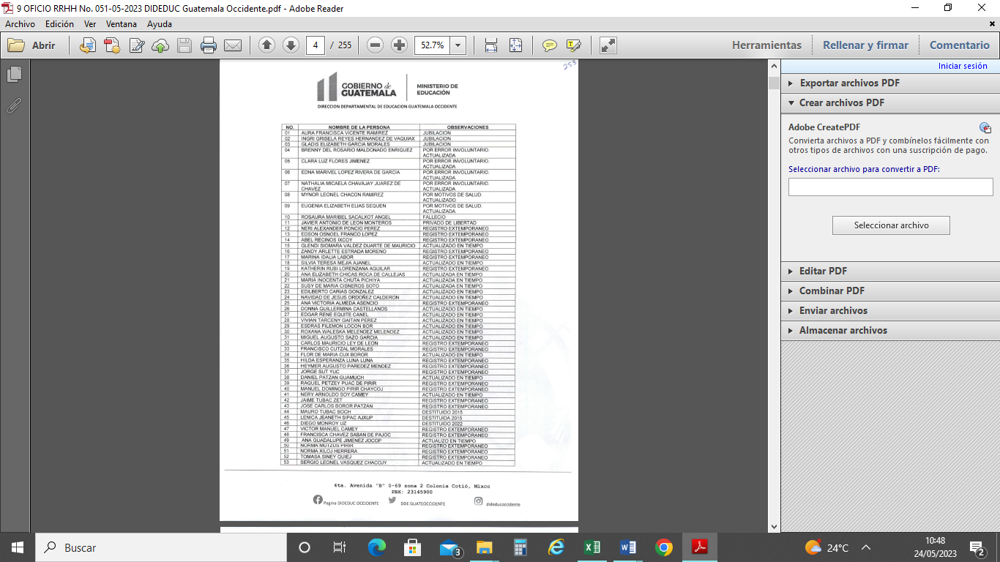 9 OFICIO RRHH No. 051-05-2023 DIDEDUC Guatemala Occidente.pdf - Adobe Reader
Archivo Edición Ver Ventana Ayuda
Abrir 4 / 255 52.7% Herramientas Rellenar y firmar Comentario
Iniciar sesión
Exportar archivos PDF
Crear archivos PDF
Adobe CreatePDF
Convierta archivos a PDF y combínelos fácilmente con
otros tipos de archivos con una suscripción de pago.
Seleccionar archivo para convertir a PDF:
Seleccionar archivo
Editar PDF
Combinar PDF
Enviar archivos
Almacenar archivos
253
GOBIERNO de
GUATEMALA
MINISTERIO DE
EDUCACIÓN
DIRECCION DEPARTAMENTAL DE EDUCACION GUATEMALA OCCIDENTE
NO. NOMBRE DE LA PERSONA OBSERVACIONES
01 AURA FRANCISCA VICENTE RAMIREZ JUBILACION
02 INGRI GRISELA REYES HERNANDEZ DE VAQUIAX JUBILACION
03 GLADIS ELIZABETH GARCIA MORALES JUBILACION
04 BRENNY DEL ROSARIO MALDONADO ENRIQUEZ POR ERROR INVOLUNTARIO.
ACTUALIZADA
05 CLARA LUZ FLORES JIMENEZ POR ERROR INVOLUNTARIO.
ACTUALIZADA
06 EDNA MARIVEL LOPEZ RIVERA DE GARCIA POR ERROR INVOLUNTARIO.
ACTUALIZADA
07 NATHALIA MICAELA CHAVAJAY JUAREZ DE POR ERROR INVOLUNTARIO.
CHAVEZ ACTUALIZADA
08 MYNOR LEONEL CHACON RAMIREZ POR MOTIVOS DE SALUD.
ACTUALIZADO
09 EUGENIA ELIZABETH ELIAS SEQUEN POR MOTIVOS DE SALUD.
ACTUALIZADA.
10 ROSAURA MARIBEL SACALXOT ANGEL FALLECIO
11 JAVIER ANTONIO DE LEON MONTEROS PRIVADO DE LIBERTAD
12 NERI ALEXANDER PONCIO PEREZ REGISTRO EXTEMPORANEO
13 EDSON OSNOEL FRANCO LOPEZ REGISTRO EXTEMPORANEO
14 ABEL RECINOS IXCOY REGISTRO EXTEMPORANEO
15 GLENDI SIOMARA VALDEZ DUARTE DE MAURICIO ACTUALIZADO EN TIEMPO
16 ZANDY ARLETTE ESTRADA MORENO REGISTRO EXTEMPORANEO
17 MARINA IDALIA LABOR REGISTRO EXTEMPORANEO
18 SILVIA TERESA MEJIA AJANEL ACTUALIZADO EN TIEMPO
19 KATHERIN RUBI LORENZANA AGUILAR REGISTRO EXTEMPORANEO
20 ANA ELIZABETH CHICAS ROCA DE CALLEJAS ACTUALIZADA EN TIEMPO
21 MARIA INOCENTA CHUTA PICHIYA ACTUALIZADA EN TIEMPO
22 SUSY DE MARIA CISNEROS SOTO ACTUALIZADA EN TIEMPO
23 EDILBERTO CARIAS GONZALEZ ACTUALIZADO EN TIEMPO
24 NAVIDAD DE JESUS ORDOÑEZ CALDERON ACTUALIZADO EN TIEMPO
25 ANA VICTORIA ALMEDA ASENCIO REGISTRO EXTEMPORANEO
26 DONNA GUILLERMINA CASTELLANOS ACTUALIZADO EN TIEMPO
27 EDGAR RENE EQUITE CANEL ACTUALIZADO EN TIEMPO
28 VIVIAN TARCENY GAITAN PEREZ ACTUALIZADO EN TIEMPO
29 ESDRAS FILEMON LOCON BOR ACTUALIZADO EN TIEMPO
30 ROXANA WALESKA MELENDEZ MELENDEZ ACTUALIZADO EN TIEMPO
31 MIGUEL AUGUSTO SAZO GARCIA ACTUALIZADO EN TIEMPO
32 CARLOS MAURICIO LEY DE LEON REGISTRO EXTEMPORANEO
33 FRANCISCO CUTZAL MORALES REGISTRO EXTEMPORANEO
34 FLOR DE MARIA CUX BOROR ACTUALIZADO EN TIEMPO
35 HILDA ESPERANZA LUNA LUNA REGISTRO EXTEMPORANEO
36 HEYMER AUGUSTO PAREDEZ MENDEZ REGISTRO EXTEMPORANEO
37 JORGE SUT YUC REGISTRO EXTEMPORANEO
38 DANIEL PATZAN GUAMUCH ACTUALIZADO EN TIEMPO
39 RAQUEL PETZEY PUAC DE PIRIR REGISTRO EXTEMPORANEO
40 MANUEL DOMINGO PIRIR CHAYCOJ REGISTRO EXTEMPORANEO
41 NERY ARNOLDO SOY CAMEY ACTUALIZADO EN TIEMPO
42 JAIME TUBAC ZET REGISTRO EXTEMPORANEO
43 JOSE CARLOS BOROR PATZAN REGISTRO EXTEMPORANEO
44 MAURO TUBAC BOCH DESTITUIDO 2015
45 LENICA JEANETH SIPAC AJXUP DESTITUIDA 2015
46 DIEGO MONROY UZ DESTITUIDO 2022
47 VICTOR MANUEL CAMEY REGISTRO EXTEMPORANEO
48 FRANCISCA CHAVEZ SABAN DE PAJOC REGISTRO EXTEMPORANEO
49 ANA GUADALUPE JIMENEZ JOCOP ACTUALIZO EN TIEMPO
50 NORMA MUTZUS PIRIR REGISTRO EXTEMPORANEO
51 NORMA XILOJ HERRERA REGISTRO EXTEMPORANEO
52 TOMASA SINEY QUIEJ REGISTRO EXTEMPORANEO
53 SERGIO LEONEL VASQUEZ CHACOJY ACTUALIZADO EN TIEMPO
4ta. Avenida "B" 0-69 zona 2 Colonia Cotió, Mixco
PBX: 23145900
Pagina DIDEDUC OCCIDENTE DDE GUATEOCCIDENTE dideducoccidente
Buscar
3
24°C
10:48
24/05/2023
2